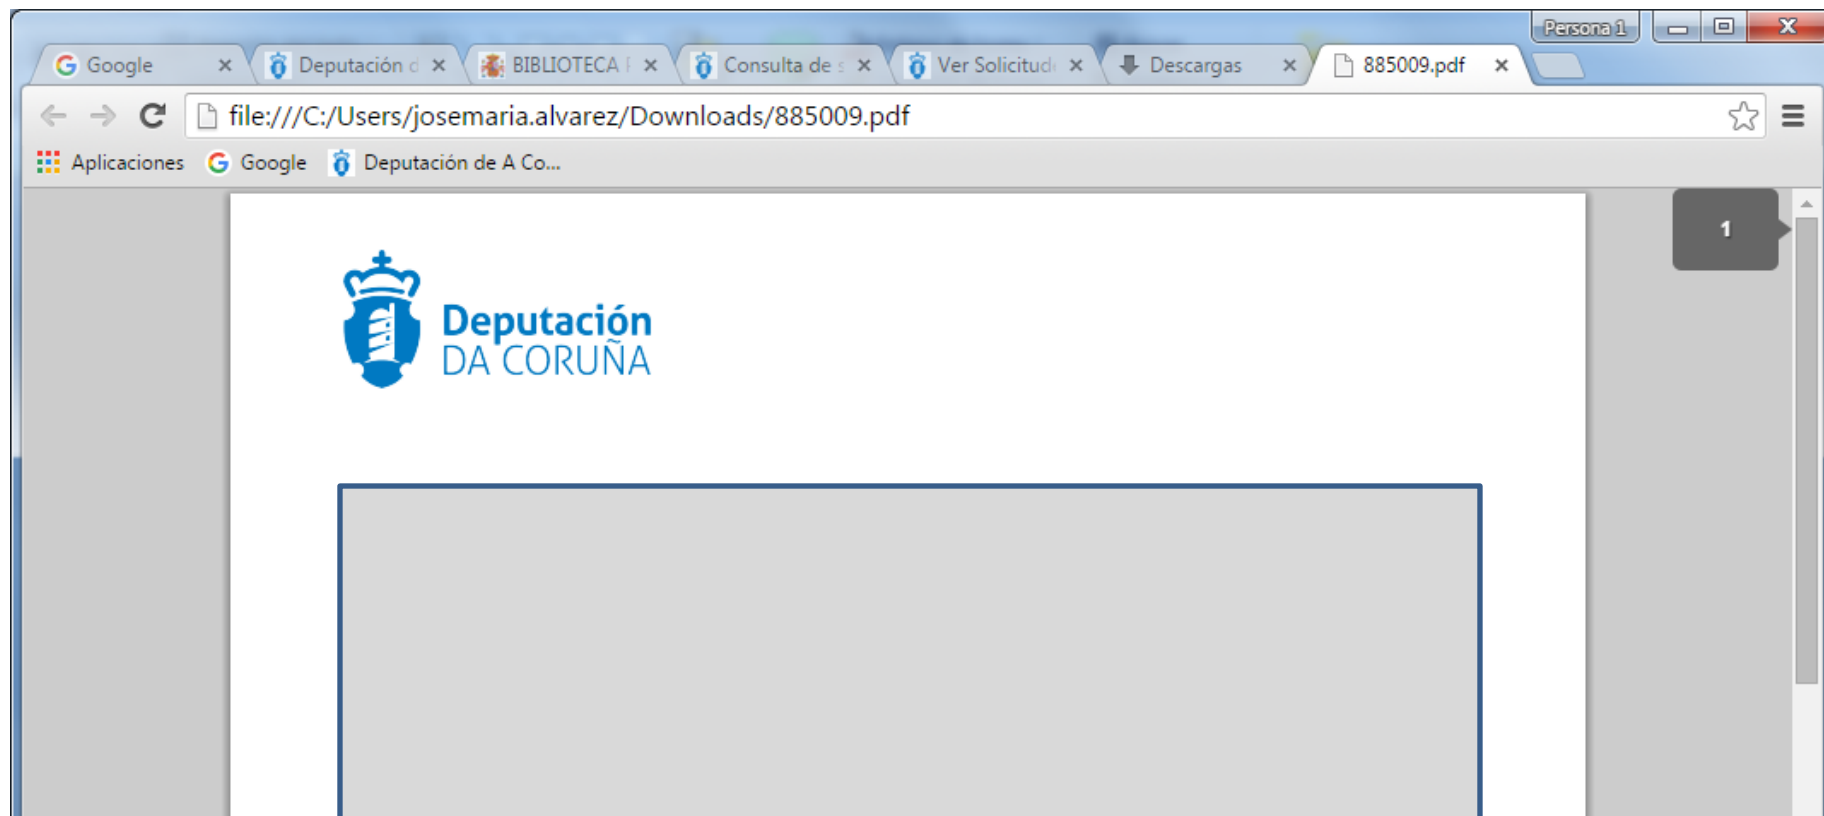 Persona 1
Google
Deputación d
BIBLIOTECA
Consulta de s
Ver Solicitud
Descargas
885009.pdf
file:///C:/Users/josemaria.alvarez/Downloads/885009.pdf
Aplicaciones
Google
Deputación de A Co...
1
Deputación
DA CORUÑA